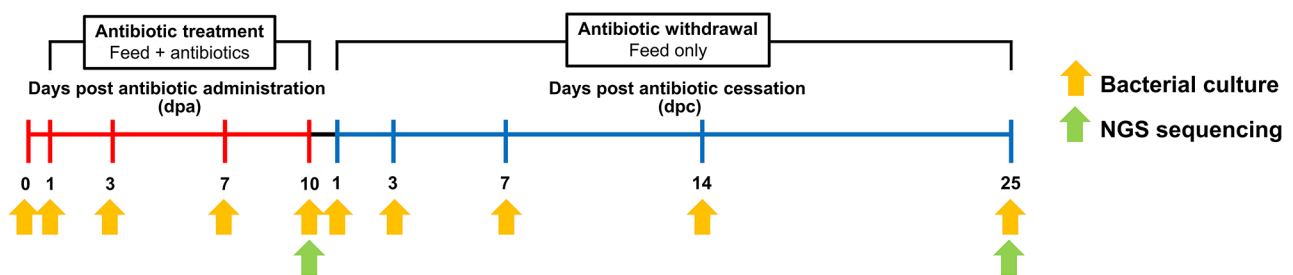 Antibiotic treatment
Feed + antibiotics
Antibiotic withdrawal
Feed only
Days post antibiotic administration
(dpa)
Days post antibiotic cessation
(dpc)
Bacterial culture
NGS sequencing
0 1 3 7 10 1 3 7 14 25